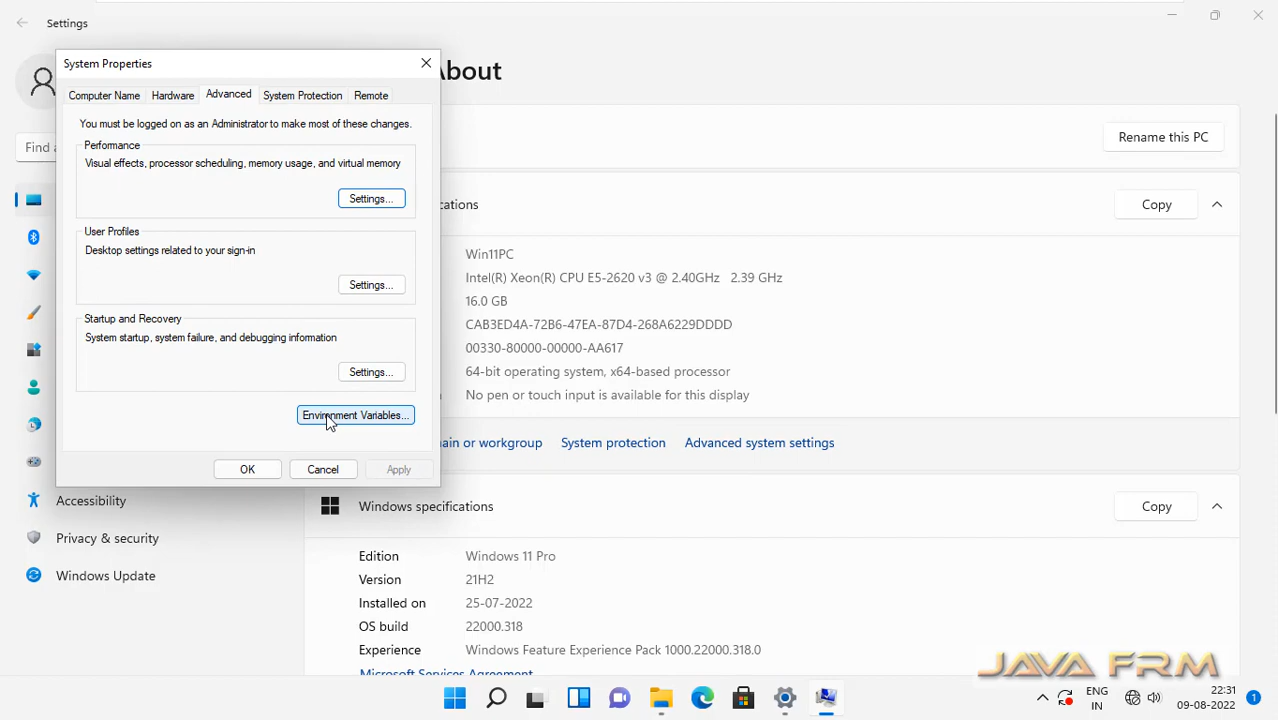 Settings
System Properties
About
Computer Name
Hardware
Advanced
System Protection
Remote
You must be logged on as an Administrator to make most of these changes.
Performance
Visual effects, processor scheduling, memory usage, and virtual memory
Settings...
User Profiles
Desktop settings related to your sign-in
Settings...
Startup and Recovery
System startup, system failure, and debugging information
Settings...
Environment Variables...
OK
Cancel
Apply
Find a
Rename this PC
Copy
Win11PC
Intel(R) Xeon(R) CPU E5-2620 v3 @ 2.40GHz 2.39 GHz
16.0 GB
CAB3ED4A-72B6-47EA-87D4-268A6229DDDD
00330-80000-00000-AA617
64-bit operating system, x64-based processor
No pen or touch input is available for this display
or workgroup
System protection
Advanced system settings
Accessibility
Privacy & security
Windows Update
Windows specifications
Copy
Edition Windows 11 Pro
Version 21H2
Installed on 25-07-2022
OS build 22000.318
Experience Windows Feature Experience Pack 1000.22000.318.0
Microsoft Services Agreement
JAVA FRM
ENG
IN
22:31
09-08-2022
1